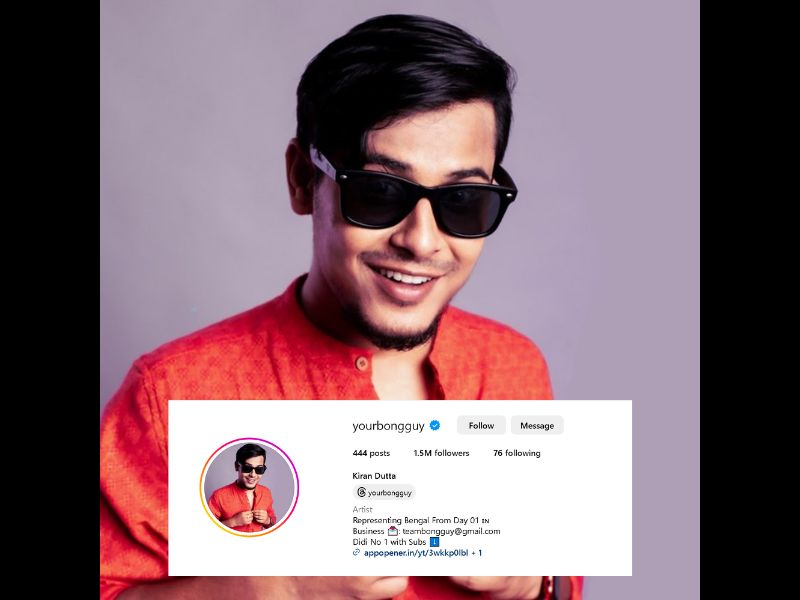 yourbongguy Follow Message
444 posts 1.5M followers 76 following
Kiran Dutta
yourbongguy
Artist
Representing Bengal From Day 01 ɪɴ
Business 📩: teambongguy@gmail.com
Didi No 1 with Subs ⬇️
appopener.in/yt/3wkkp0lbl + 1